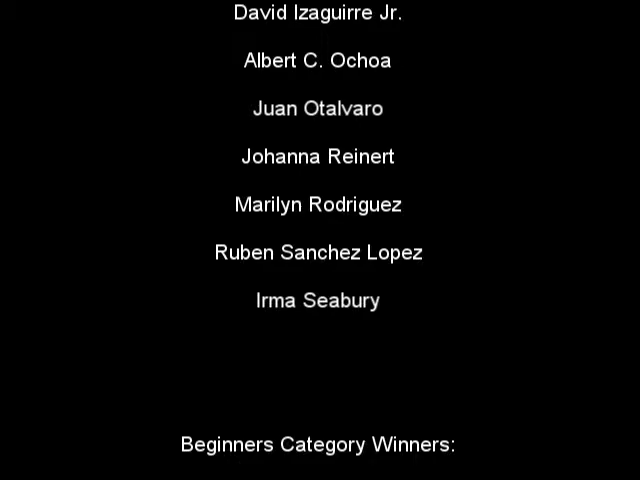 David Izaguirre Jr.
Albert C. Ochoa
Juan Otalvaro
Johanna Reinert
Marilyn Rodriguez
Ruben Sanchez Lopez
Irma Seabury
Beginners Category Winners: